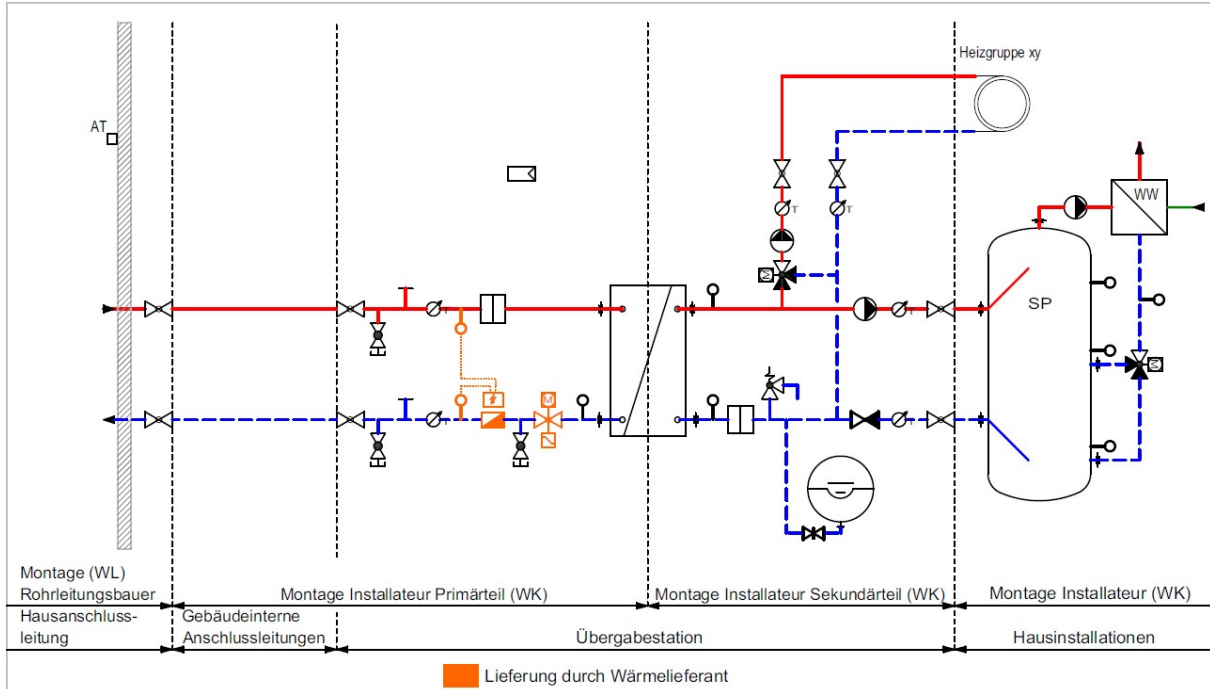 Heizgruppe xy
AT
WW
T
T
M
SP
T
T
M
M
T
T
Montage (WL)
Rohrleitungsbauer
Montage Installateur Primärteil (WK)
Montage Installateur Sekundärteil (WK)
Montage Installateur (WK)
Hausanschluss-
leitung
Gebäudeinterne
Anschlussleitungen
Übergabestation
Hausinstallationen
Lieferung durch Wärmelieferant